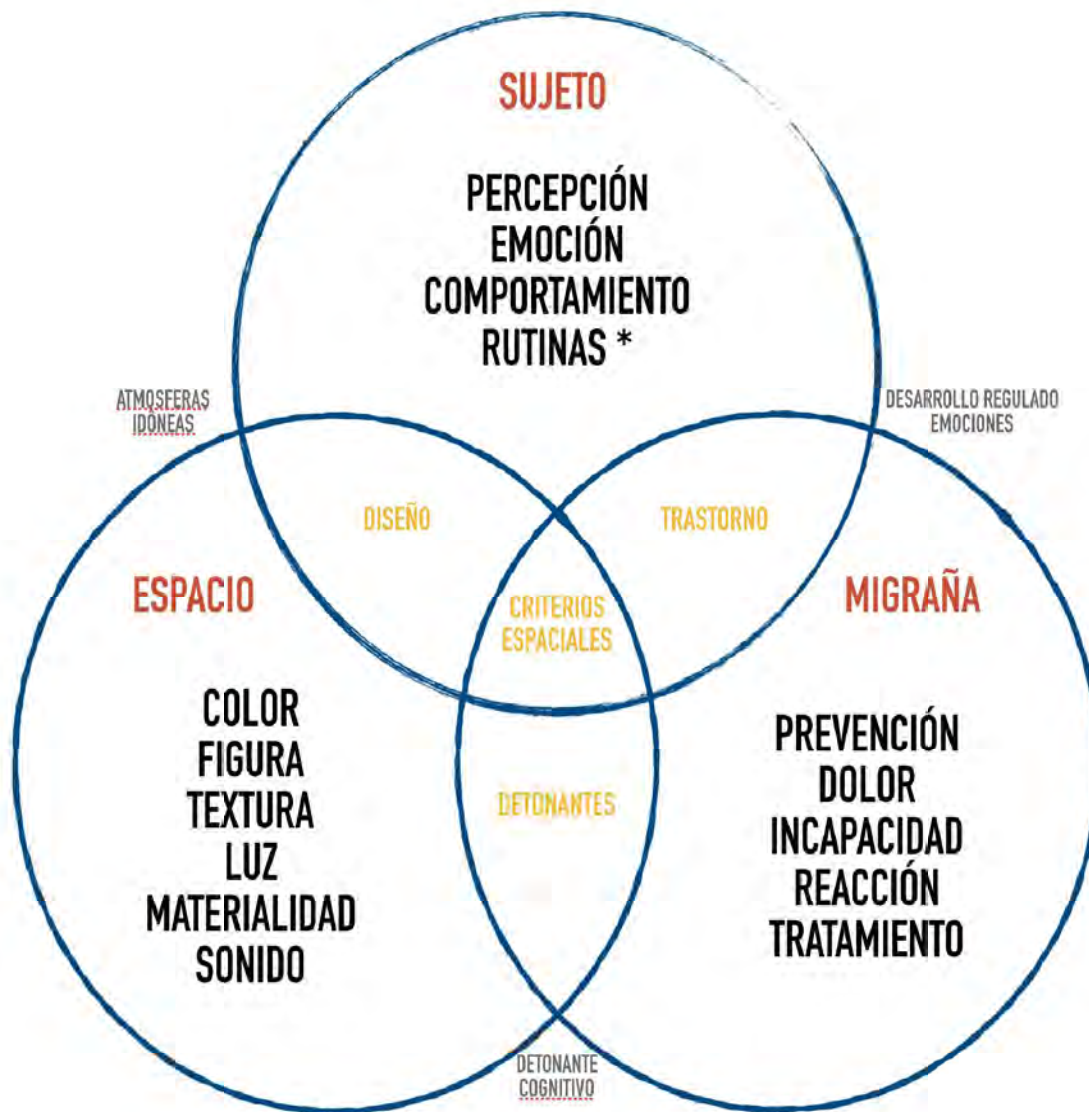 SUJETO
PERCEPCIÓN
EMOCIÓN
COMPORTAMIENTO
RUTINAS *
ATMOSFERAS
IDÓNEAS
DESARROLLO REGULADO
EMOCIONES
DISEÑO
TRASTORNO
ESPACIO
CRITERIOS
ESPACIALES
MIGRAÑA
COLOR
FIGURA
TEXTURA
LUZ
MATERIALIDAD
SONIDO
DETONANTES
PREVENCIÓN
DOLOR
INCAPACIDAD
REACCIÓN
TRATAMIENTO
DETONANTE
COGNITIVO